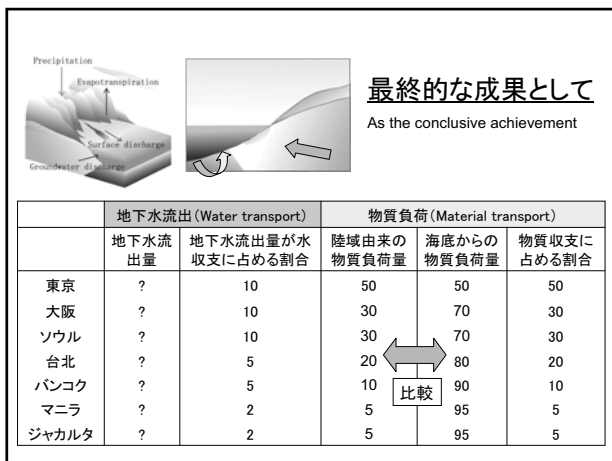 Precipitation
Evapotranspiration
Surface discharge
Groundwater discharge
最終的な成果として
As the conclusive achievement
地下水流出(Water transport) 物質負荷(Material transport)
地下水流出量 地下水流出量が水収支に占める割合 陸域由来の物質負荷量 海底からの物質負荷量 物質収支に占める割合
東京 ? 10 50 50 50
大阪 ? 10 30 70 30
ソウル ? 10 30 70 30
台北 ? 5 20 80 20
バンコク ? 5 10 90 10
比較
マニラ ? 2 5 95 5
ジャカルタ ? 2 5 95 5